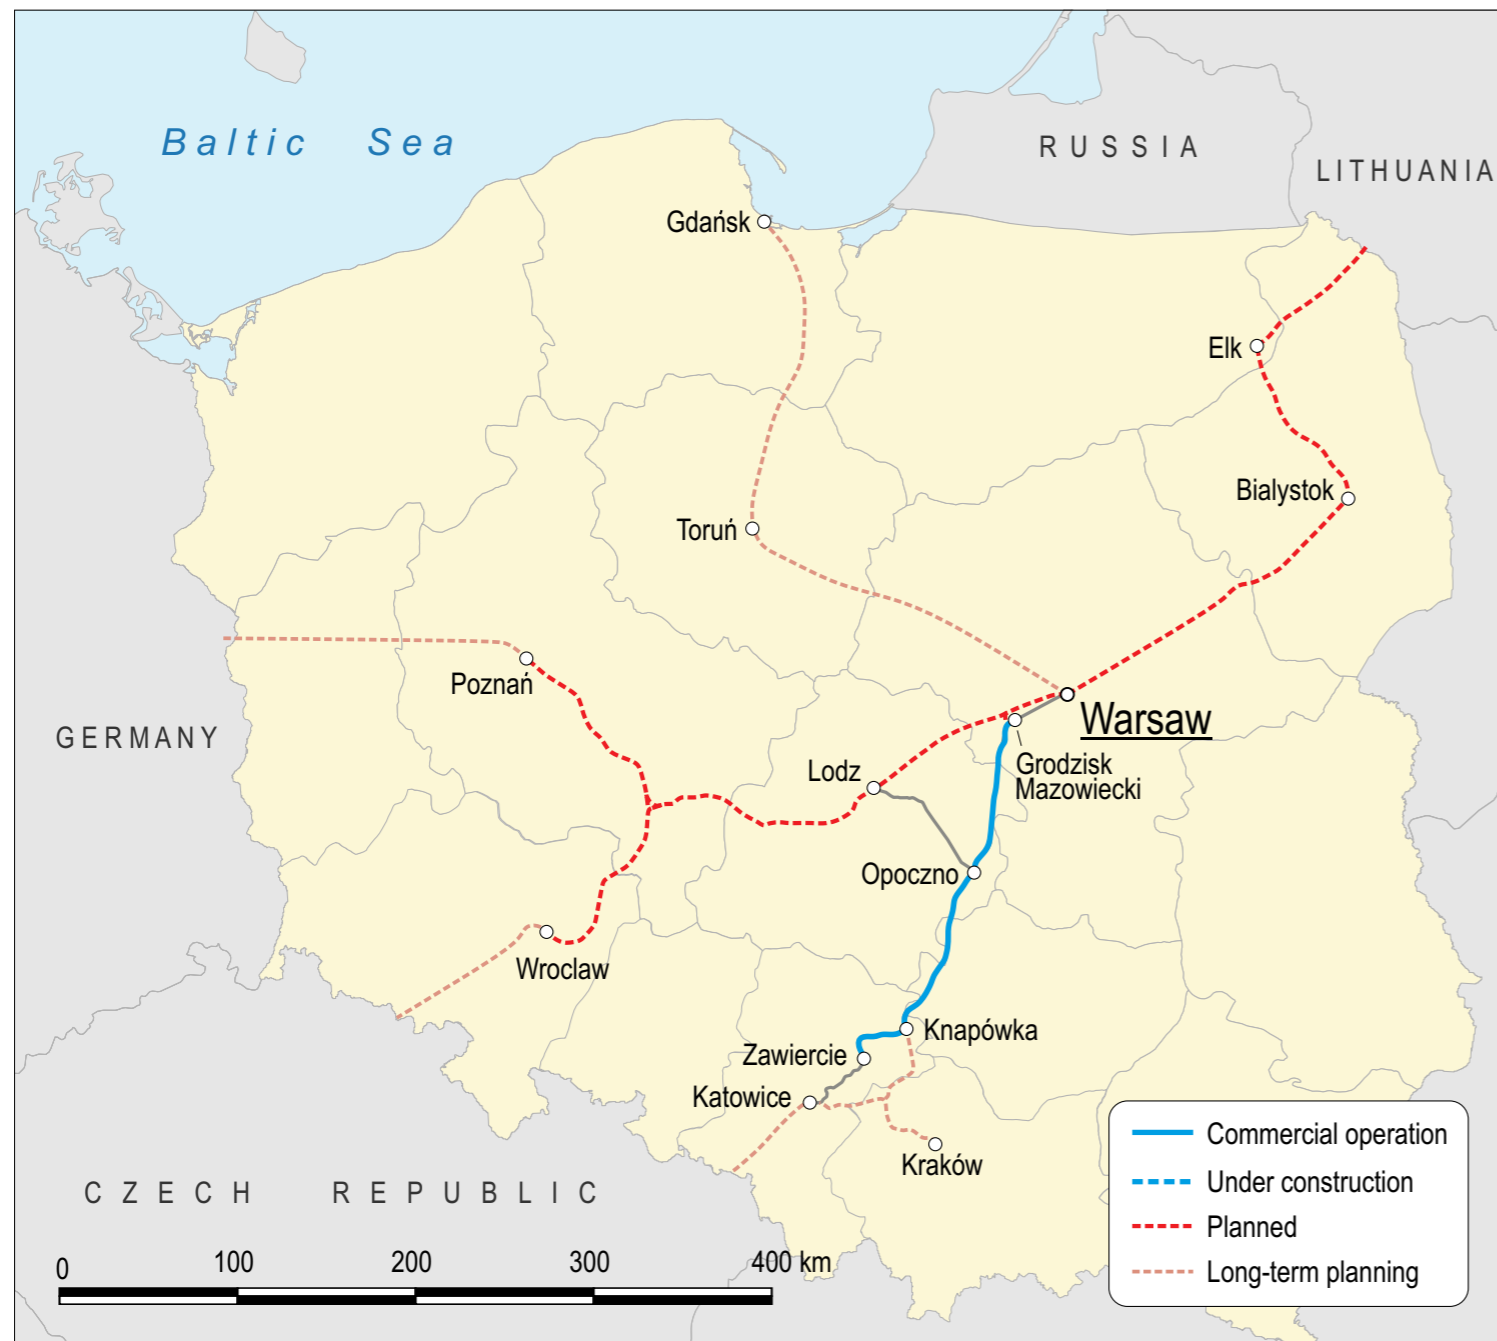 Baltic Sea
RUSSIA
LITHUANIA
Gdańsk
Elk
Bialystok
Toruń
Poznań
GERMANY
Warsaw
Grodzisk
Mazowiecki
Lodz
Opoczno
Wroclaw
Knapówka
Zawiercie
Katowice
Kraków
CZECH REPUBLIC
0 100 200 300 400 km
Commercial operation
Under construction
Planned
Long-term planning